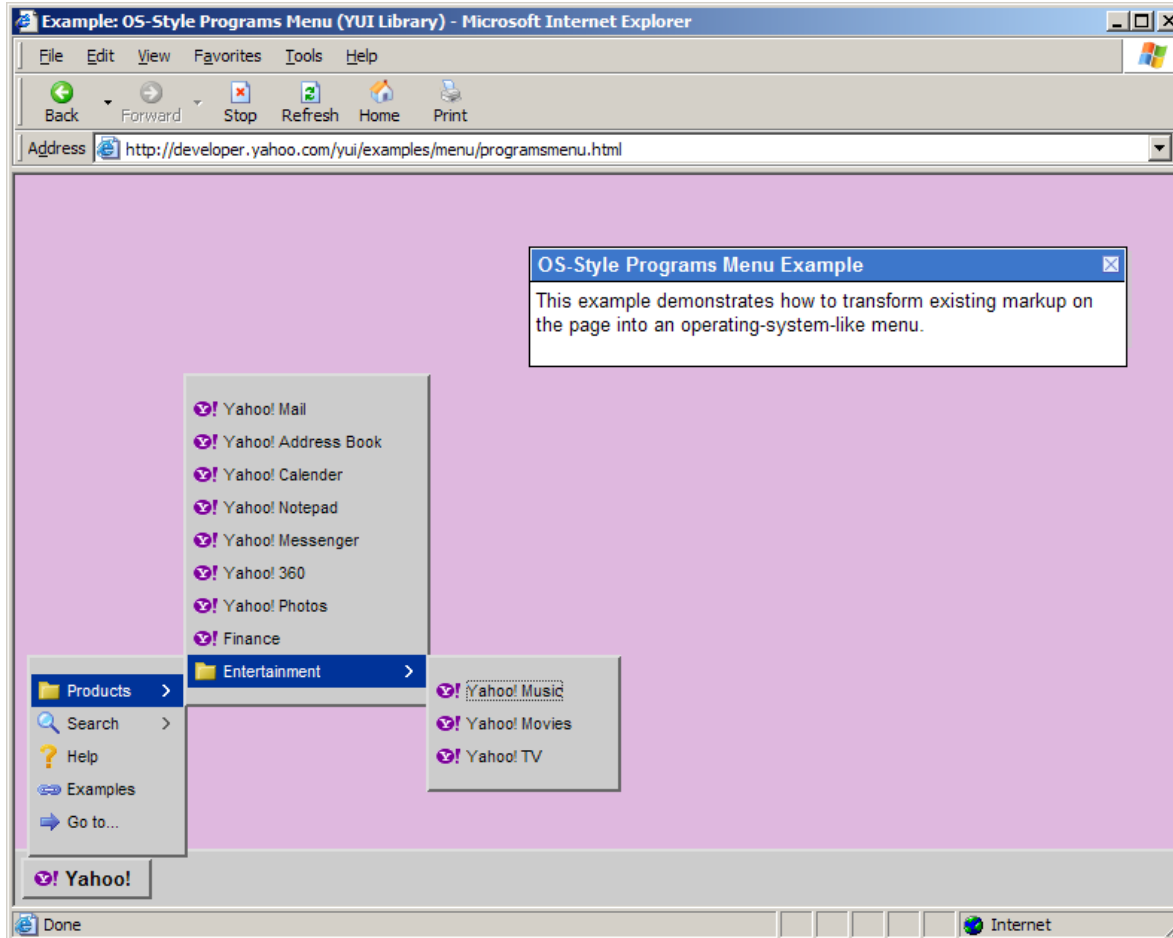 Example: OS-Style Programs Menu (YUI Library) - Microsoft Internet Explorer
File Edit View Favorites Tools Help
Back Forward Stop Refresh Home Print
Address http://developer.yahoo.com/yui/examples/menu/programsmenu.html
OS-Style Programs Menu Example
This example demonstrates how to transform existing markup on
the page into an operating-system-like menu.
Yahoo! Mail
Yahoo! Address Book
Yahoo! Calender
Yahoo! Notepad
Yahoo! Messenger
Yahoo! 360
Yahoo! Photos
Finance
Entertainment
Products
Search
Help
Examples
Go to...
Yahoo! Music
Yahoo! Movies
Yahoo! TV
Y! Yahoo!
Done Internet